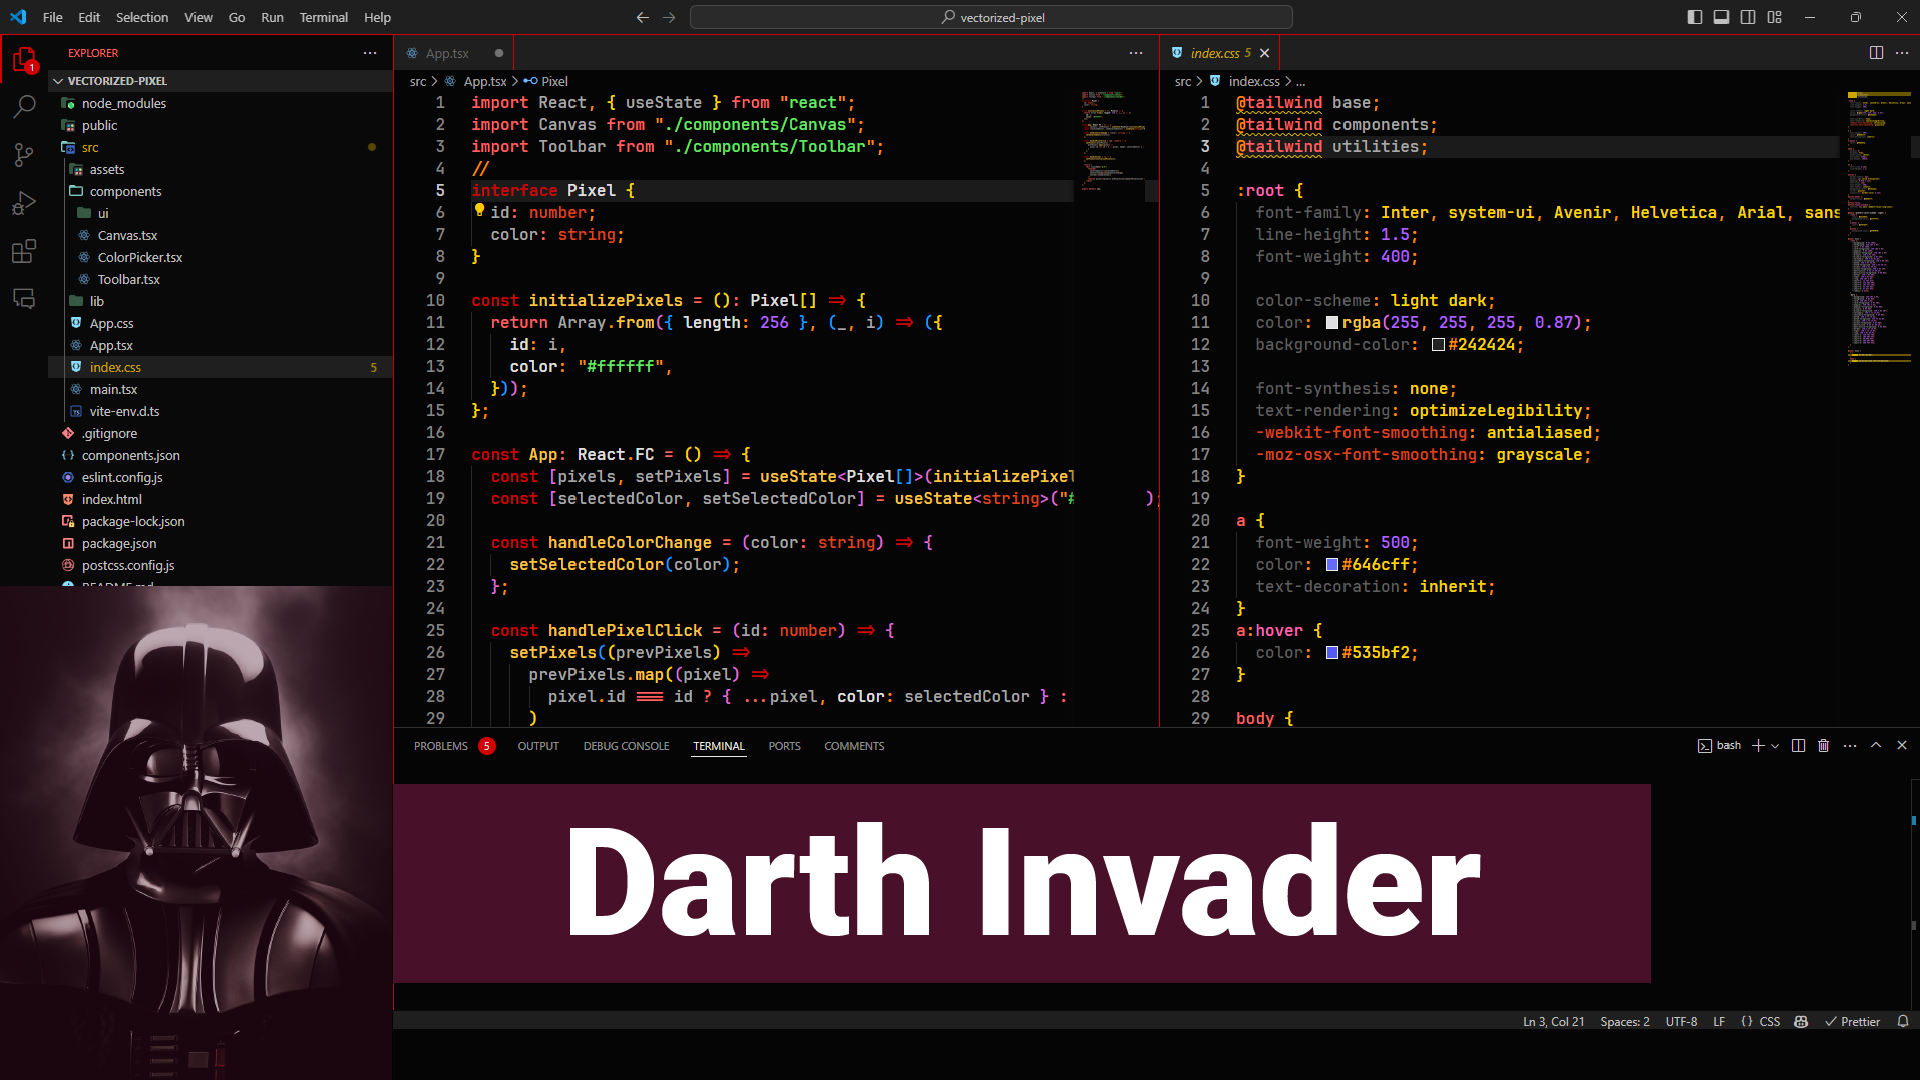 File Edit Selection View Go Run Terminal Help
vectorized-pixel
1
EXPLORER
VECTORIZED-PIXEL
node_modules
public
src
assets
components
ui
Canvas.tsx
ColorPicker.tsx
Toolbar.tsx
lib
App.css
App.tsx
index.css 5
main.tsx
vite-env.d.ts
.gitignore
components.json
eslint.config.js
index.html
package-lock.json
package.json
postcss.config.js
App.tsx
src > App.tsx > Pixel
1 import React, { useState } from "react";
2 import Canvas from "./components/Canvas";
3 import Toolbar from "./components/Toolbar";
4 //
5 interface Pixel {
6 id: number;
7 color: string;
8 }
9
10 const initializePixels = (): Pixel[] => {
11 return Array.from({ length: 256 }, (_, i) => ({
12 id: i,
13 color: "#ffffff",
14 }));
15 };
16
17 const App: React.FC = () => {
18 const [pixels, setPixels] = useState<Pixel[]>(initializePixel
19 const [selectedColor, setSelectedColor] = useState<string>("# );
20
21 const handleColorChange = (color: string) => {
22 setSelectedColor(color);
23 };
24
25 const handlePixelClick = (id: number) => {
26 setPixels((prevPixels) =>
27 prevPixels.map((pixel) =>
28 pixel.id === id ? { ...pixel, color: selectedColor } :
29 )
index.css 5
src > index.css > ...
1 @tailwind base;
2 @tailwind components;
3 @tailwind utilities;
4
5 :root {
6 font-family: Inter, system-ui, Avenir, Helvetica, Arial, sans
7 line-height: 1.5;
8 font-weight: 400;
9
10 color-scheme: light dark;
11 color: rgba(255, 255, 255, 0.87);
12 background-color: #242424;
13
14 font-synthesis: none;
15 text-rendering: optimizeLegibility;
16 -webkit-font-smoothing: antialiased;
17 -moz-osx-font-smoothing: grayscale;
18 }
19
20 a {
21 font-weight: 500;
22 color: #646cff;
23 text-decoration: inherit;
24 }
25 a:hover {
26 color: #535bf2;
27 }
28
29 body {
PROBLEMS 5 OUTPUT DEBUG CONSOLE TERMINAL PORTS COMMENTS
bash
Darth Invader
Ln 3, Col 21 Spaces: 2 UTF-8 LF {} CSS Prettier